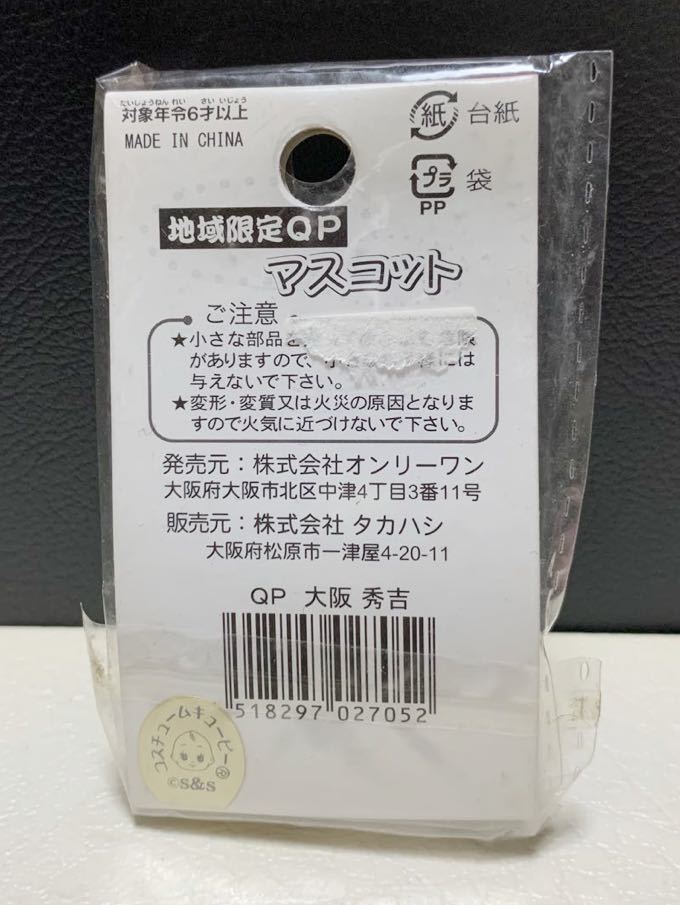 たいしょうねんれい さいいじょう
対象年令6才以上
MADE IN CHINA
紙 台紙
プラ 袋
PP
地域限定QP
マスコット
ご注意
★小さな部品を
がありますので、小さ には
与えないで下さい。
★変形・変質又は火災の原因となりま
すので火気に近づけないで下さい。
発売元：株式会社オンリーワン
大阪府大阪市北区中津4丁目3番11号
販売元：株式会社 タカハシ
大阪府松原市一津屋4-20-11
QP 大阪 秀吉
518297 027052
コスチュームキューピー®
©S&S